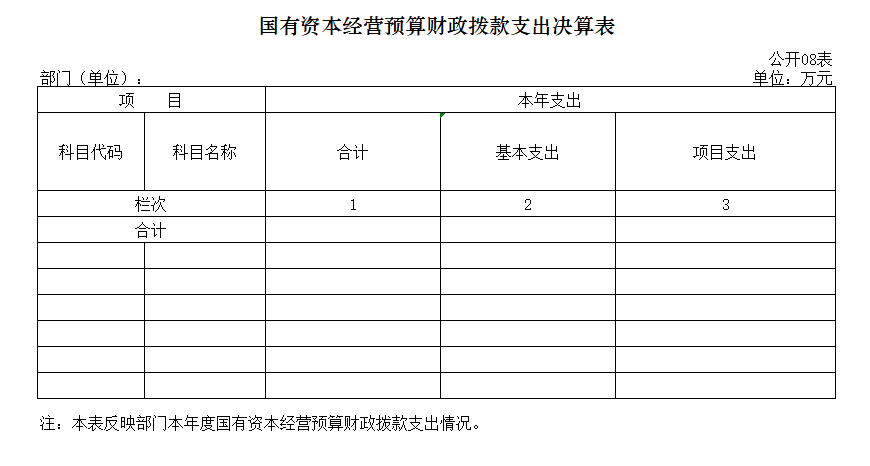 国有资本经营预算财政拨款支出决算表
公开08表
部门（单位）： 单位：万元
项 目 本年支出
科目代码 科目名称 合计 基本支出 项目支出
栏次 1 2 3
合计
注：本表反映部门本年度国有资本经营预算财政拨款支出情况。